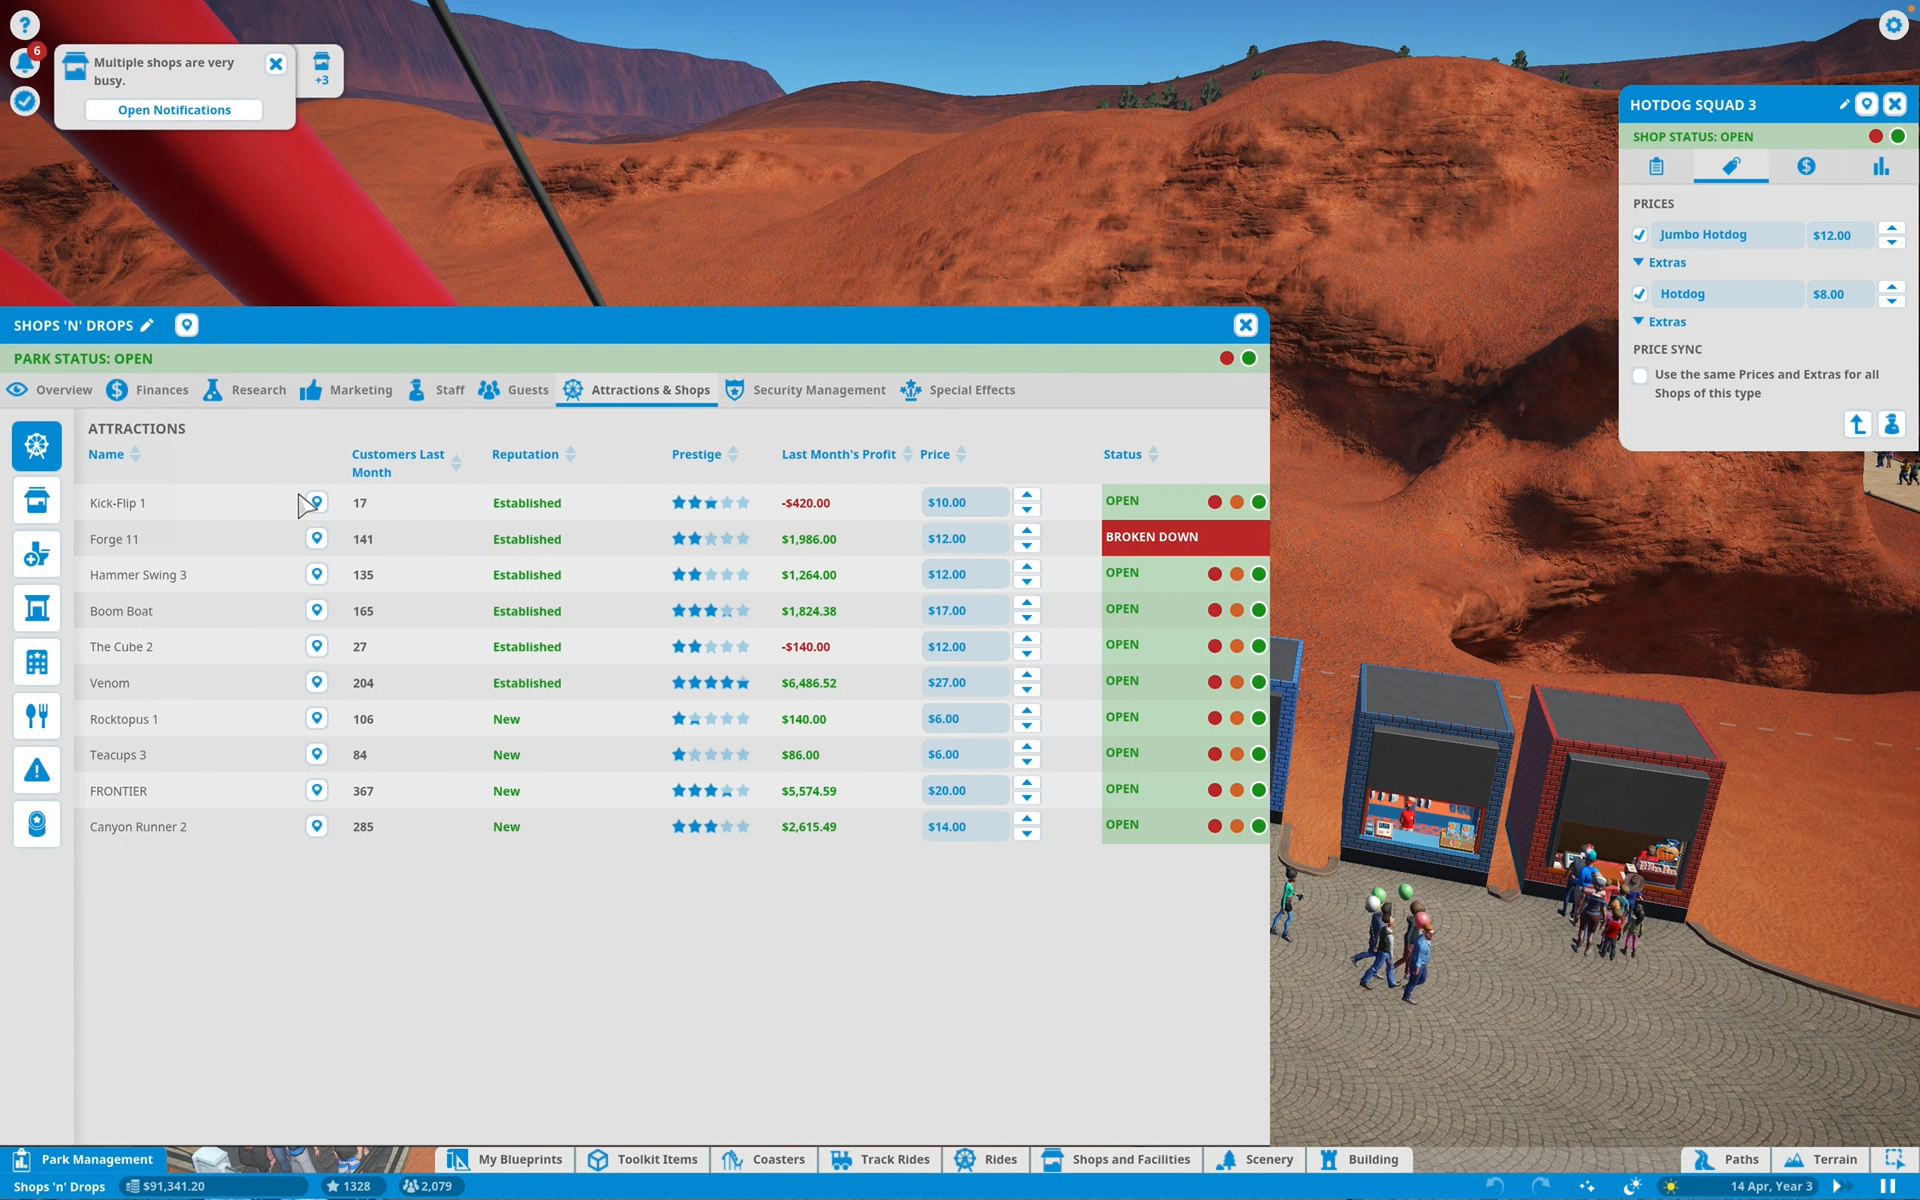 ?
6
Multiple shops are very
busy.
Open Notifications
+3
HOTDOG SQUAD 3
SHOP STATUS: OPEN
PRICES
Jumbo Hotdog $12.00
Extras
Hotdog $8.00
Extras
PRICE SYNC
Use the same Prices and Extras for all
Shops of this type
SHOPS 'N' DROPS
PARK STATUS: OPEN
Overview Finances Research Marketing Staff Guests Attractions & Shops Security Management Special Effects
ATTRACTIONS
Name Customers Last Month Reputation Prestige Last Month's Profit Price Status
Kick-Flip 1 17 Established -$420.00 $10.00 OPEN
Forge 11 141 Established $1,986.00 $12.00 BROKEN DOWN
Hammer Swing 3 135 Established $1,264.00 $12.00 OPEN
Boom Boat 165 Established $1,824.38 $17.00 OPEN
The Cube 2 27 Established -$140.00 $12.00 OPEN
Venom 204 Established $6,486.52 $27.00 OPEN
Rocktopus 1 106 New $140.00 $6.00 OPEN
Teacups 3 84 New $86.00 $6.00 OPEN
FRONTIER 367 New $5,574.59 $20.00 OPEN
Canyon Runner 2 285 New $2,615.49 $14.00 OPEN
Park Management My Blueprints Toolkit Items Coasters Track Rides Rides Shops and Facilities Scenery Building Paths Terrain
Shops 'n' Drops $91,341.20 1328 2,079 14 Apr, Year 3